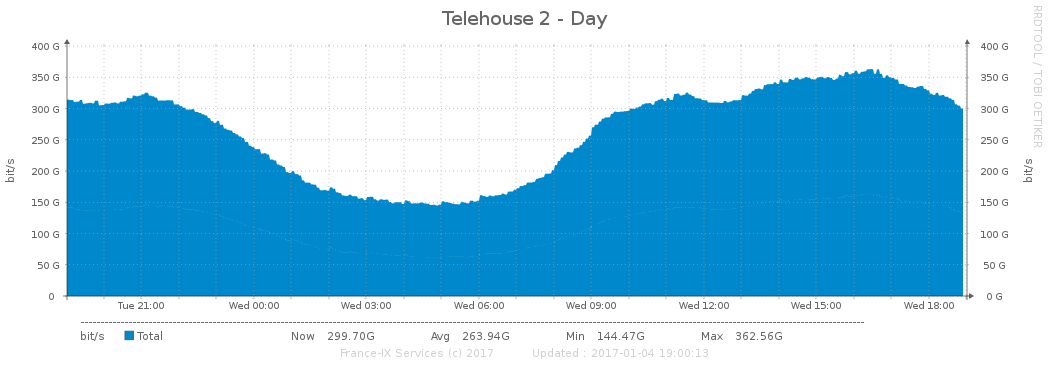 Telehouse 2 - Day
RRDTOOL / TOBI OETIKER
bit/s
400 G 400 G
350 G 350 G
300 G 300 G
250 G 250 G
200 G 200 G
150 G 150 G
100 G 100 G
50 G 50 G
0 0 G
bit/s
Tue 21:00 Wed 00:00 Wed 03:00 Wed 06:00 Wed 09:00 Wed 12:00 Wed 15:00 Wed 18:00
bit/s Total Now 299.70G Avg 263.94G Min 144.47G Max 362.56G
France-IX Services (c) 2017 Updated : 2017-01-04 19:00:13